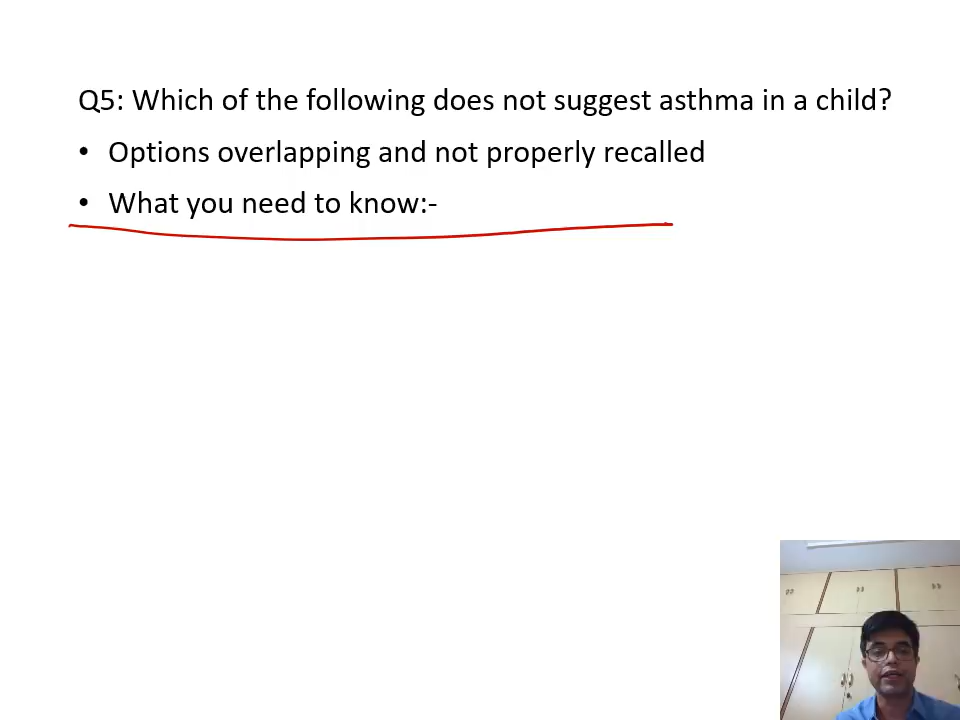 Q5: Which of the following does not suggest asthma in a child?
• Options overlapping and not properly recalled
• What you need to know:-